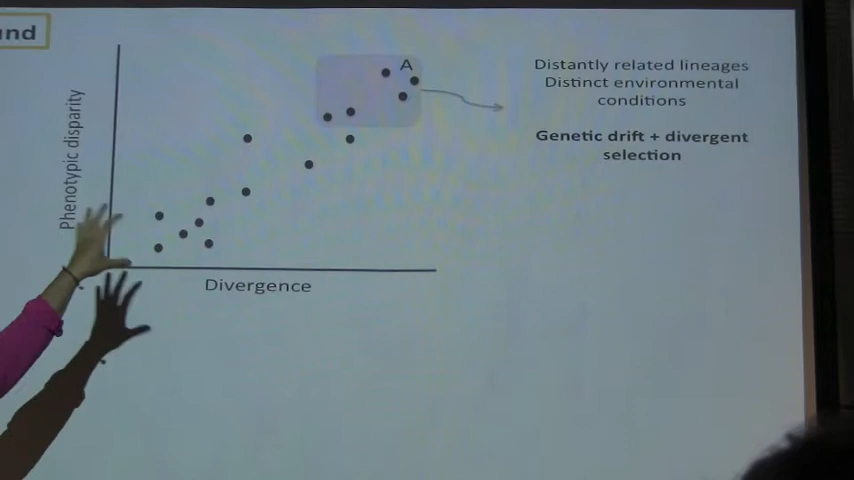 und
A
Phenotypic disparity
Divergence
Distantly related lineages
Distinct environmental
conditions
Genetic drift + divergent
selection